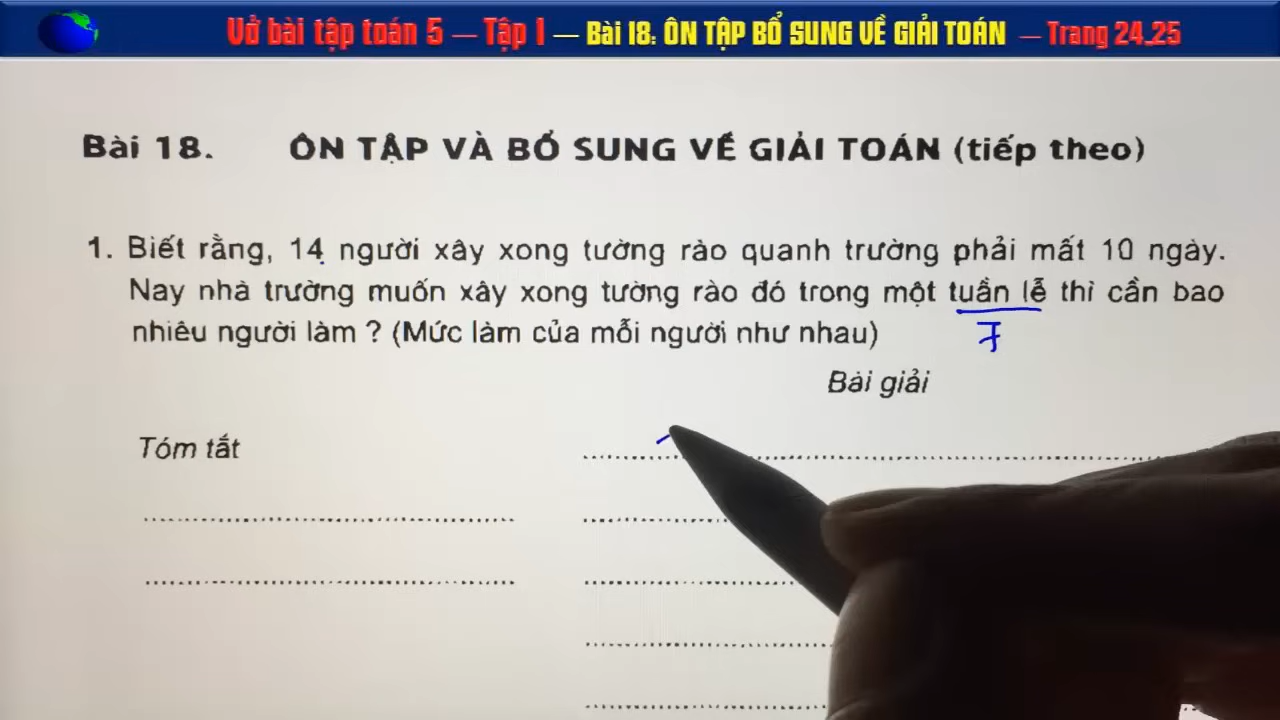 Vở bài tập toán 5 – Tập 1 – Bài 18: ÔN TẬP BỔ SUNG VỀ GIẢI TOÁN – Trang 24,25
Bài 18. ÔN TẬP VÀ BỔ SUNG VỀ GIẢI TOÁN (tiếp theo)
1. Biết rằng, 14 người xây xong tường rào quanh trường phải mất 10 ngày.
Nay nhà trường muốn xây xong tường rào đó trong một tuần lễ thì cần bao
nhiêu người làm ? (Mức làm của mỗi người như nhau)
7
Bài giải
Tóm tắt